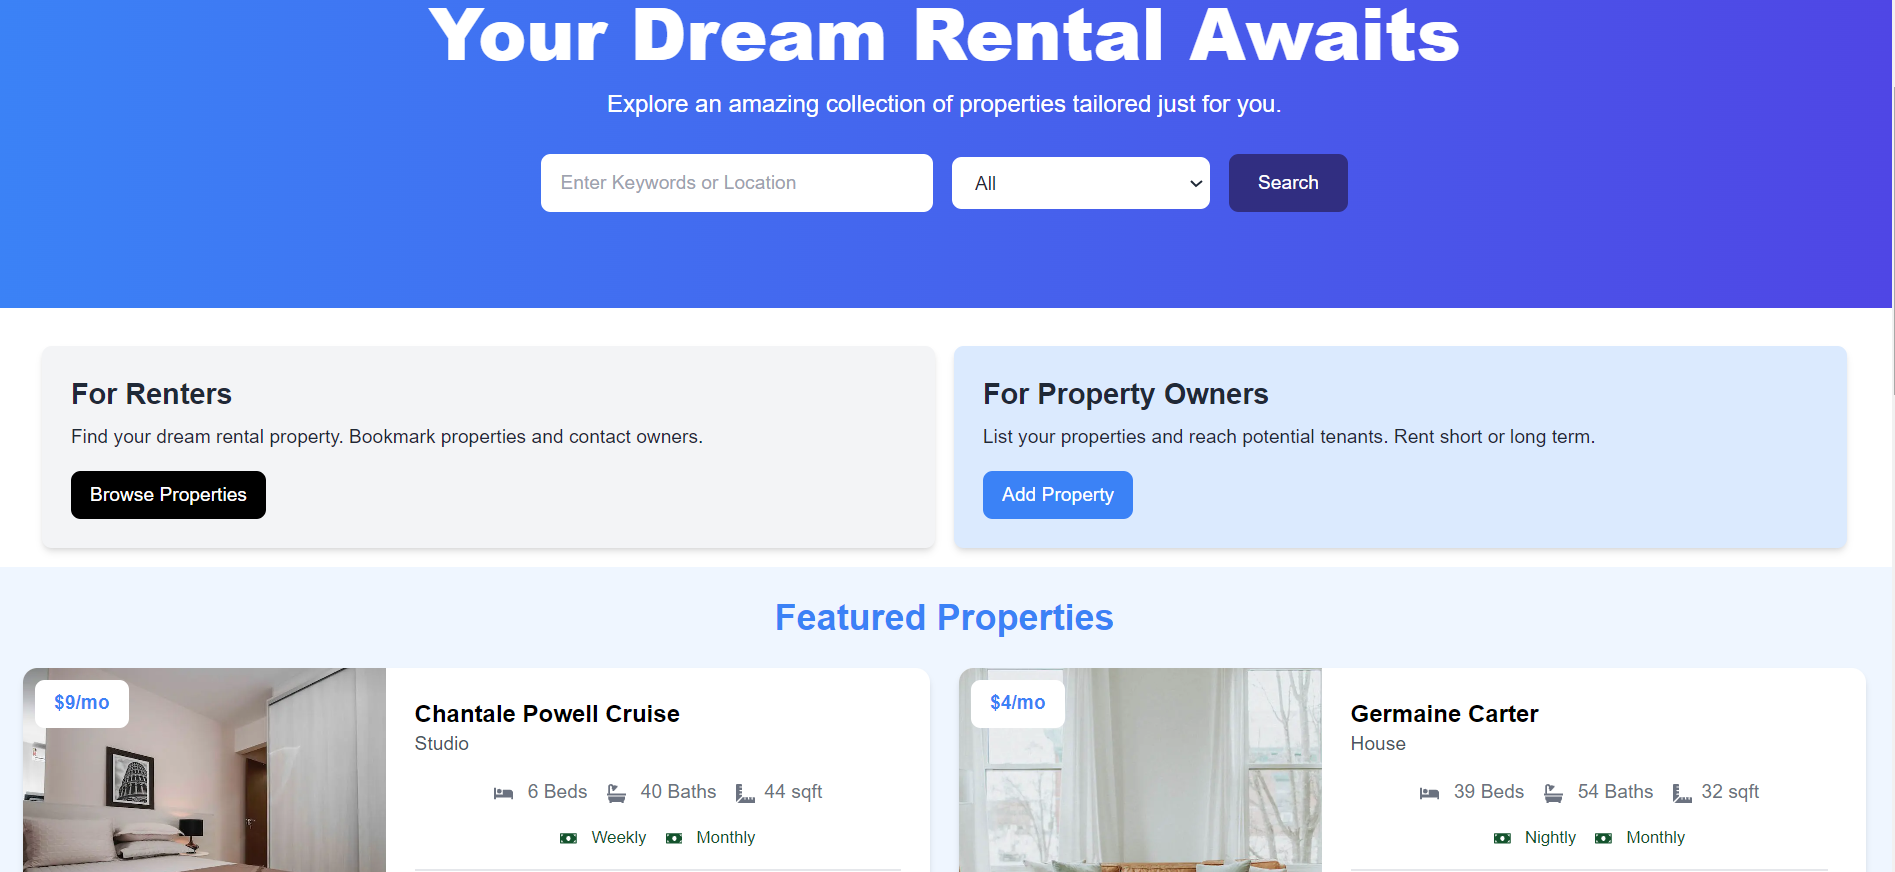 Your Dream Rental Awaits
Explore an amazing collection of properties tailored just for you.
Enter Keywords or Location
All
Search
For Renters
Find your dream rental property. Bookmark properties and contact owners.
Browse Properties
For Property Owners
List your properties and reach potential tenants. Rent short or long term.
Add Property
Featured Properties
$9/mo
Chantale Powell Cruise
Studio
6 Beds 40 Baths 44 sqft
Weekly Monthly
$4/mo
Germaine Carter
House
39 Beds 54 Baths 32 sqft
Nightly Monthly